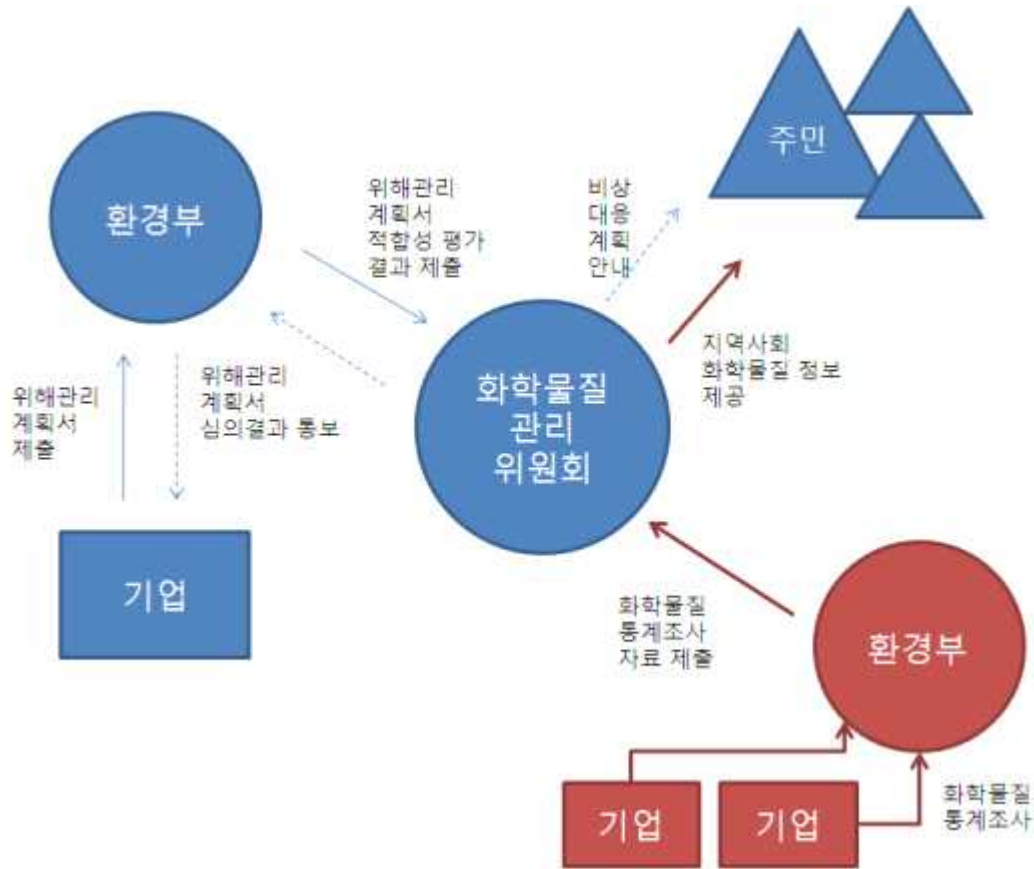 주민
환경부
위해관리
계획서
적합성 평가
결과 제출
비상
대응
계획
안내
지역사회
화학물질 정보
제공
위해관리
계획서
제출
위해관리
계획서
심의결과 통보
화학물질
관리
위원회
기업
화학물질
통계조사
자료 제출
환경부
기업
기업
화학물질
통계조사